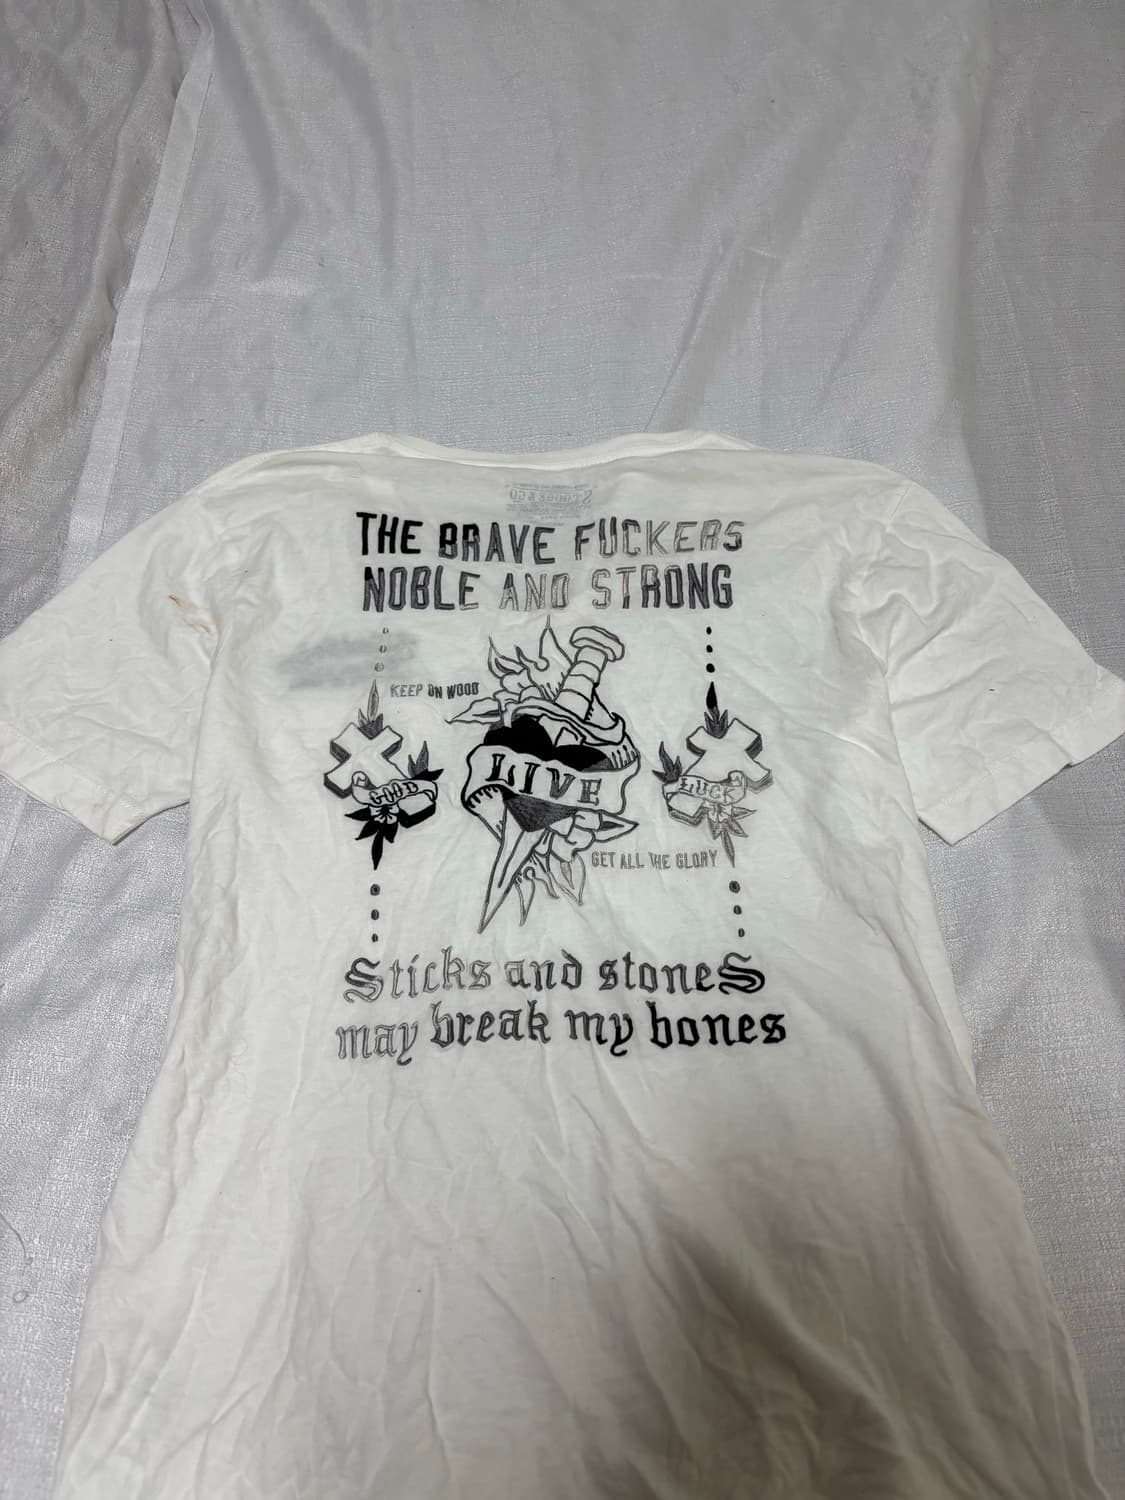 THE BRAVE FUCKERS
NOBLE AND STRONG
KEEP ON WOOD
LIVE
GOOD
LUCK
GET ALL THE GLORY
Sticks and stoneS
may break my bones